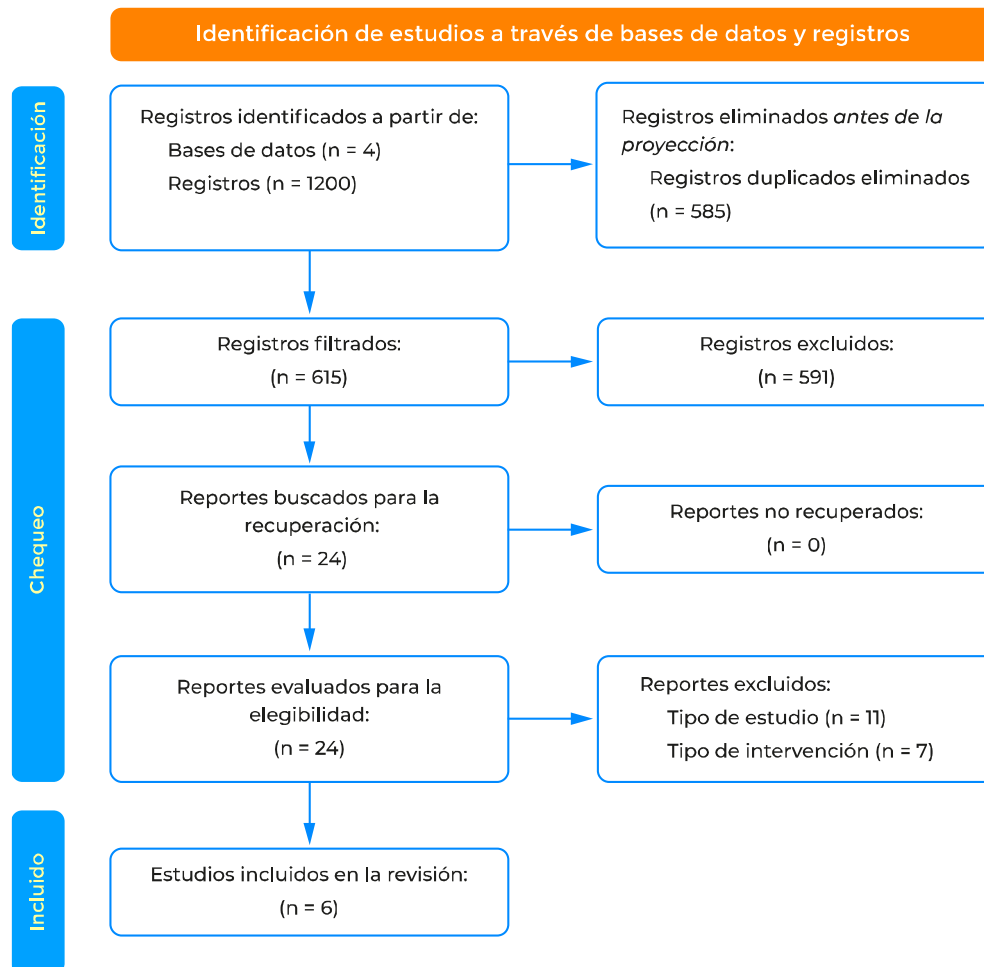 Identificación de estudios a través de bases de datos y registros
Identificación
Registros identificados a partir de:
Bases de datos (n = 4)
Registros (n = 1200)
Registros eliminados antes de la
proyección:
Registros duplicados eliminados
(n = 585)
Chequeo
Registros filtrados:
(n = 615)
Registros excluidos:
(n = 591)
Reportes buscados para la
recuperación:
(n = 24)
Reportes no recuperados:
(n = 0)
Reportes evaluados para la
elegibilidad:
(n = 24)
Reportes excluidos:
Tipo de estudio (n = 11)
Tipo de intervención (n = 7)
Incluido
Estudios incluidos en la revisión:
(n = 6)